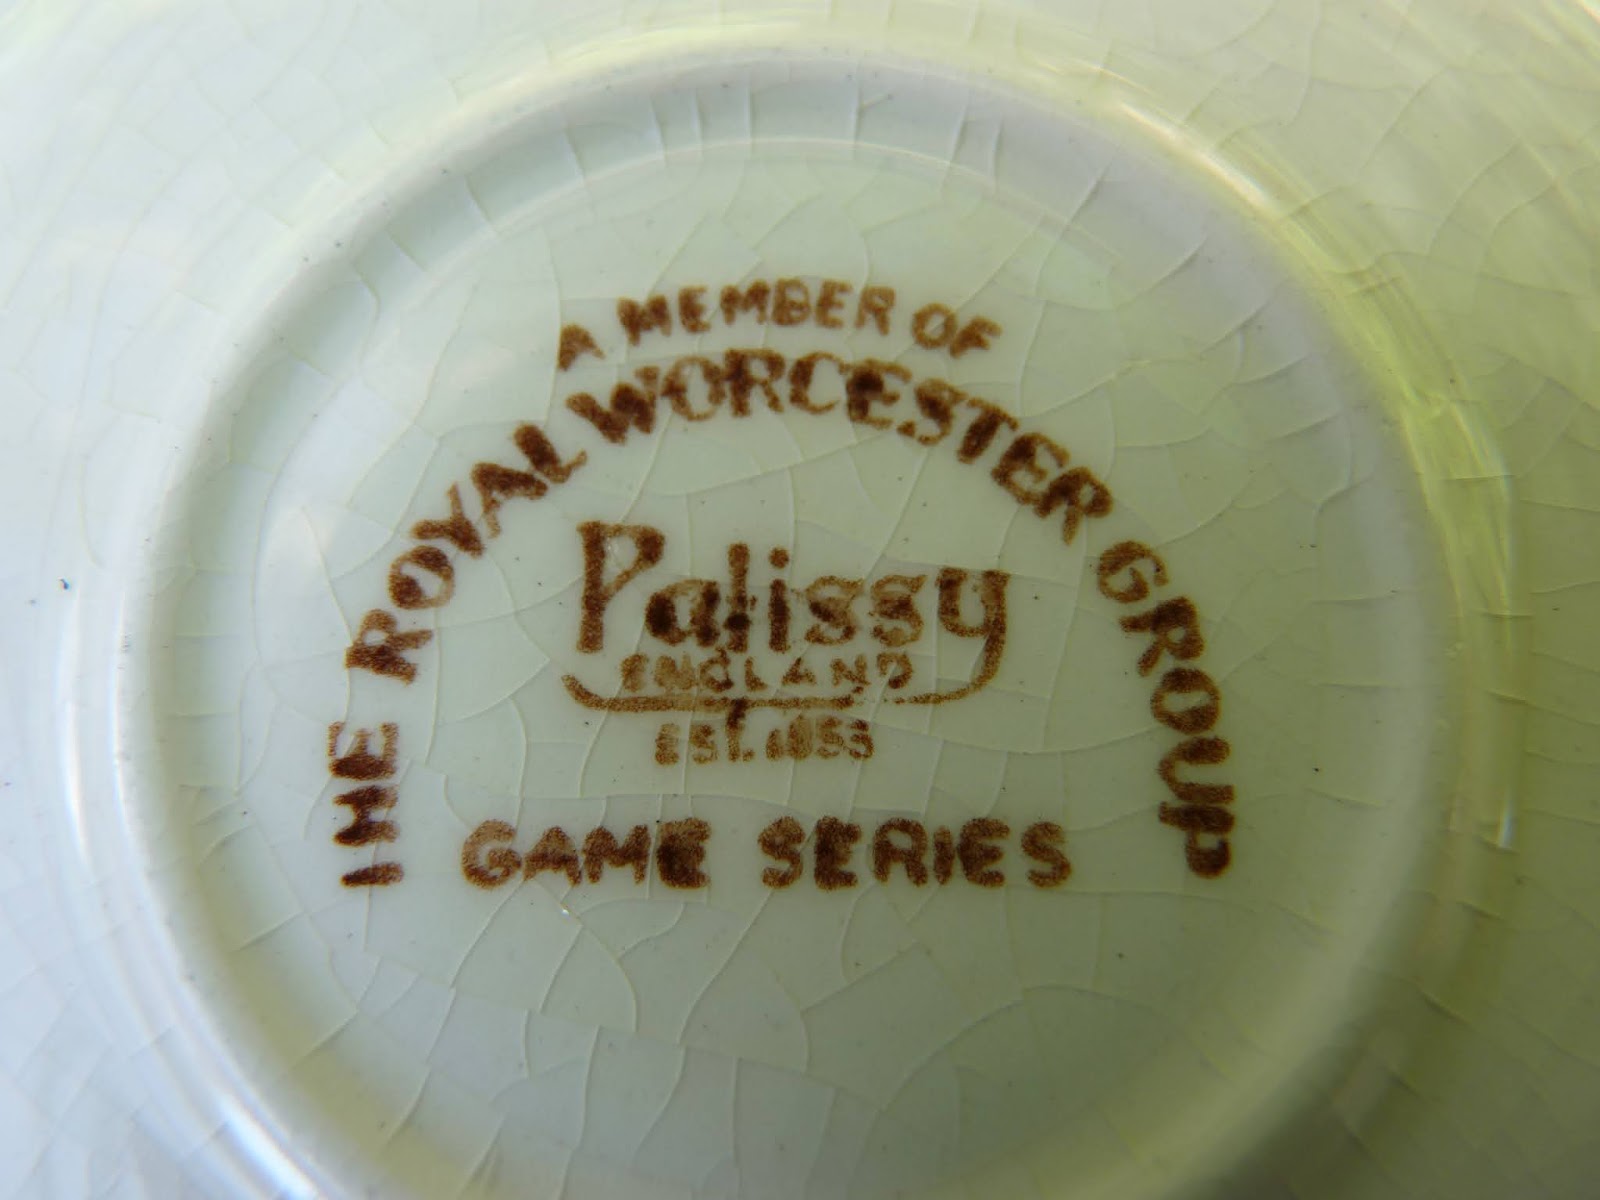 A MEMBER OF
THE ROYAL WORCESTER GROUP
Palissy
ENGLAND
EST. 1853
GAME SERIES